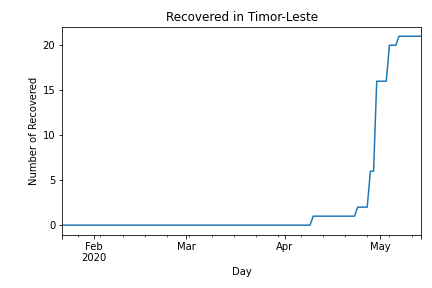 Recovered in Timor-Leste
Number of Recovered
20
15
10
5
0
Feb
2020
Mar
Apr
May
Day